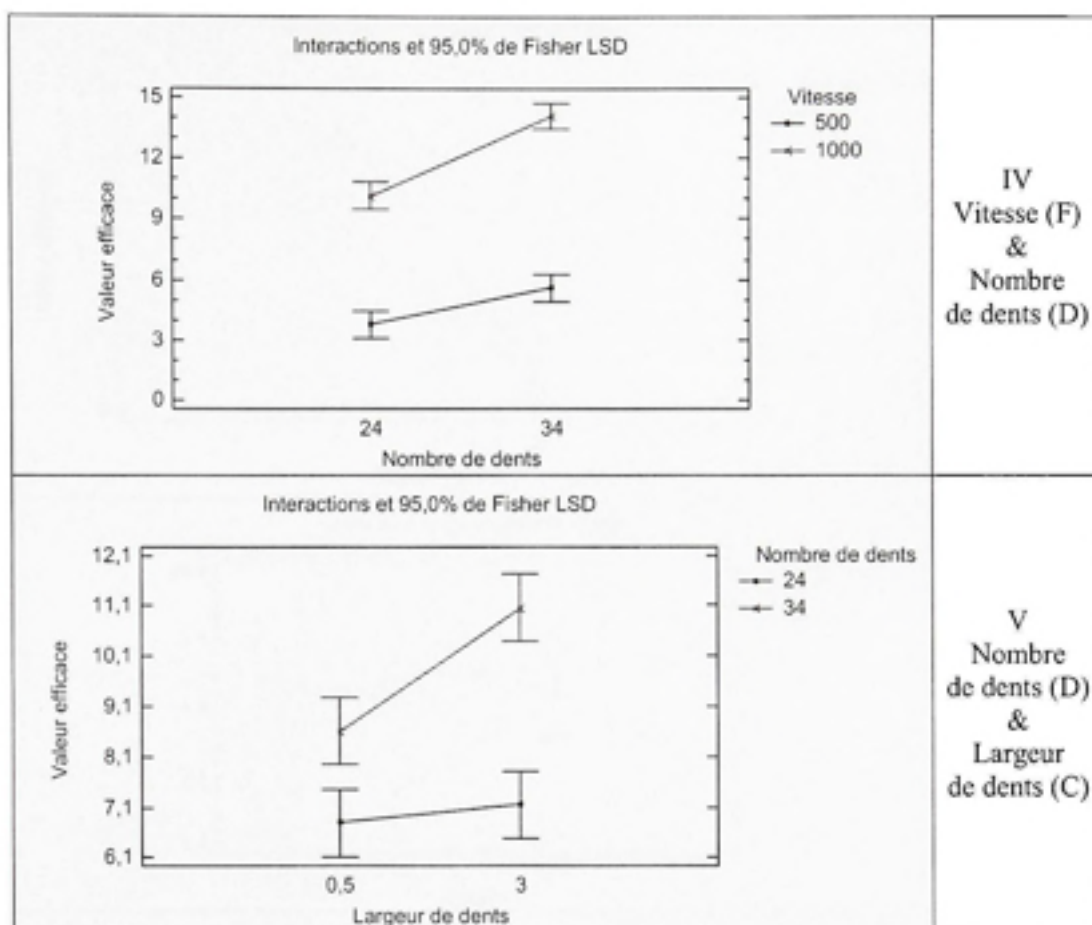 Interactions et 95,0% de Fisher LSD
Valeur efficace
15
12
9
6
3
0
24
34
Nombre de dents
Vitesse
500
1000
IV
Vitesse (F)
&
Nombre
de dents (D)
Interactions et 95,0% de Fisher LSD
Valeur efficace
12,1
11,1
10,1
9,1
8,1
7,1
6,1
0,5
3
Largeur de dents
Nombre de dents
24
34
V
Nombre
de dents (D)
&
Largeur
de dents (C)